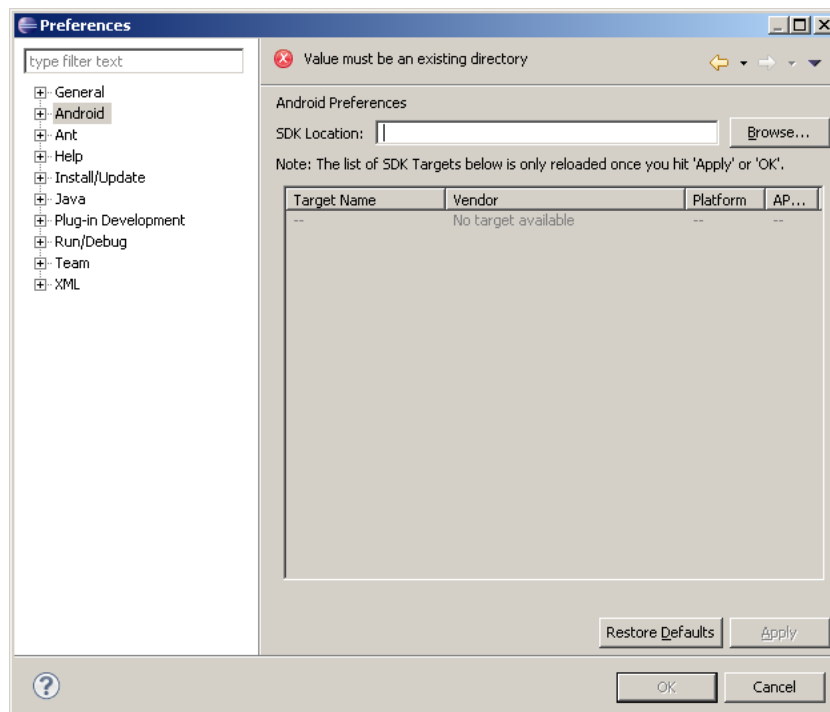 Preferences
type filter text
General
Android
Ant
Help
Install/Update
Java
Plug-in Development
Run/Debug
Team
XML
Value must be an existing directory
Android Preferences
SDK Location:
Browse...
Note: The list of SDK Targets below is only reloaded once you hit 'Apply' or 'OK'.
Target Name Vendor Platform AP...
-- No target available -- --
Restore Defaults Apply
? OK Cancel